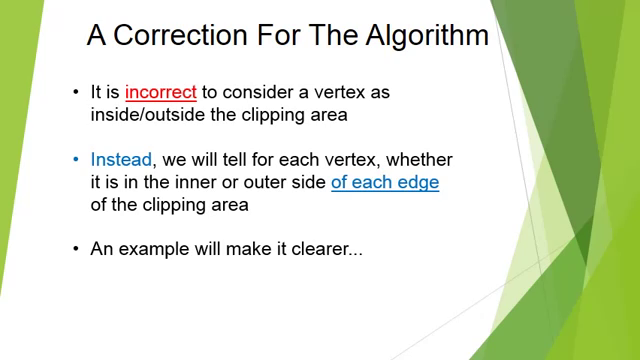 A Correction For The Algorithm
• It is incorrect to consider a vertex as
inside/outside the clipping area
• Instead, we will tell for each vertex, whether
it is in the inner or outer side of each edge
of the clipping area
• An example will make it clearer...